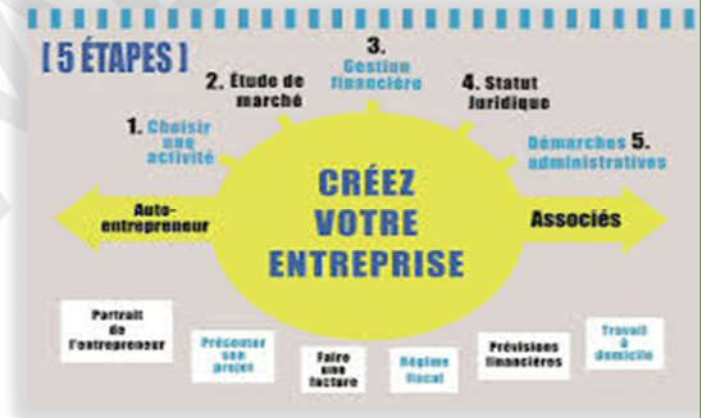 [ 5 ÉTAPES ]
1. Choisir
une
activité
2. Étude de
marché
3.
Gestion
financière
4. Statut
Juridique
Démarches 5.
administratives
CRÉEZ
VOTRE
ENTREPRISE
Auto-
entrepreneur
Associés
Portrait
de
l'entrepreneur
Présenter
son
projet
Faire
une
facture
Régime
fiscal
Prévisions
financières
Travail
à
domicile